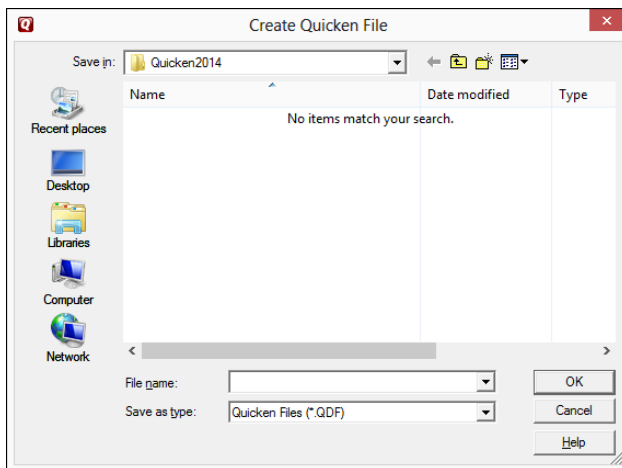 Create Quicken File
Save in:
Quicken2014
Name
Date modified
Type
No items match your search.
Recent places
Desktop
Libraries
Computer
Network
File name:
OK
Save as type:
Quicken Files (*.QDF)
Cancel
Help